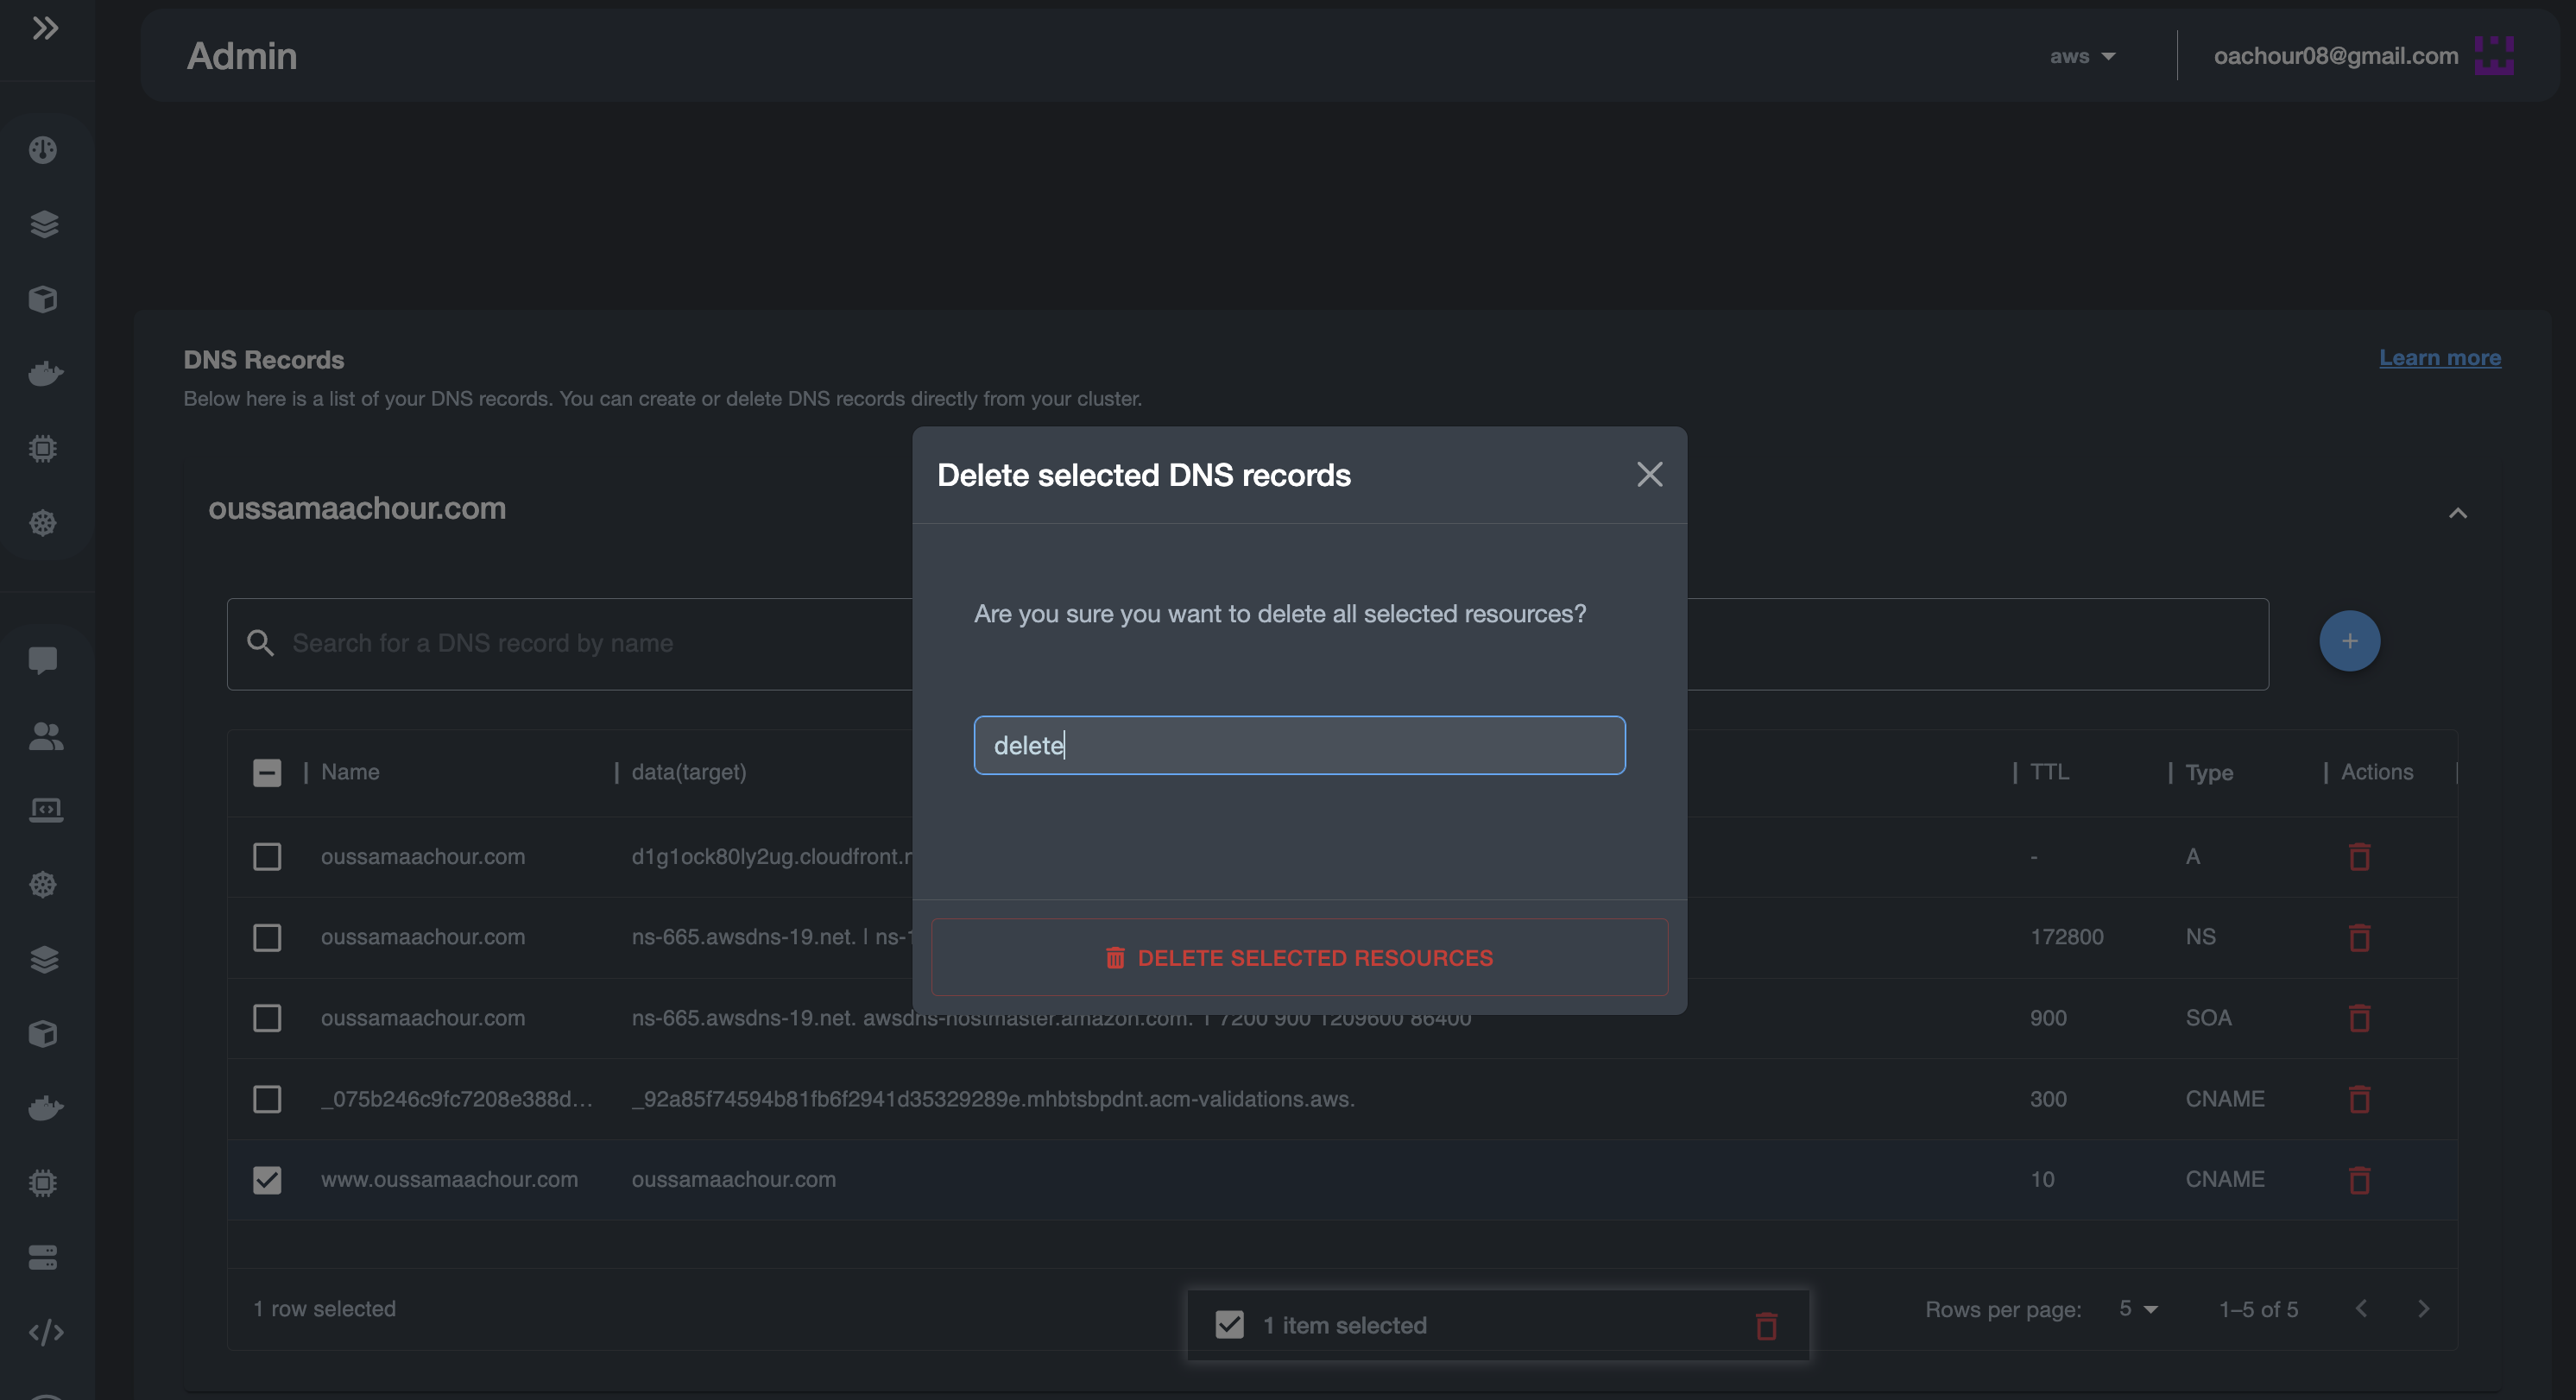 Admin
aws
oachour08@gmail.com
DNS Records
Learn more
Below here is a list of your DNS records. You can create or delete DNS records directly from your cluster.
Delete selected DNS records
oussamaachour.com
Are you sure you want to delete all selected resources?
Search for a DNS record by name
+
delete
Name data(target) TTL Type Actions
oussamaachour.com d1g1ock80ly2ug.cloudfront. - A
oussamaachour.com ns-665.awsdns-19.net. | 172800 NS
DELETE SELECTED RESOURCES
oussamaachour.com ns-665.awsdns-19.net. awsdns-hostmaster.amazon.com. 1 7200 900 1209600 86400 900 SOA
_075b246c9fc7208e388d… _92a85f74594b81fb6f2941d35329289e.mhbtsbpdnt.acm-validations.aws. 300 CNAME
www.oussamaachour.com oussamaachour.com 10 CNAME
1 row selected
1 item selected
Rows per page: 5 1–5 of 5